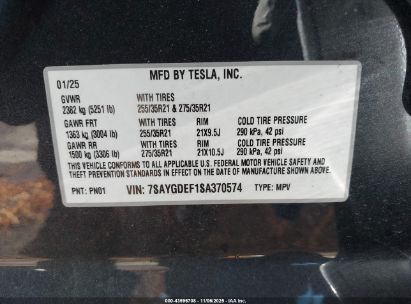 MFD BY TESLA, INC.
01/25
GVWR WITH TIRES
2382 kg (5251 lb) 255/35R21 & 275/35R21
GAWR FRT WITH TIRES RIM COLD TIRE PRESSURE
1363 kg (3004 lb) 255/35R21 21X9.5J 290 kPa, 42 psi
GAWR RR WITH TIRES RIM COLD TIRE PRESSURE
1500 kg (3306 lb) 275/35R21 21X10.5J 290 kPa, 42 psi
THIS VEHICLE CONFORMS TO ALL APPLICABLE U.S. FEDERAL MOTOR VEHICLE SAFETY AND THEFT PREVENTION STANDARDS IN EFFECT ON THE DATE OF MANUFACTURE SHOWN ABOVE.
PNT: PN01 VIN: 7SAYGDEF1SA370574 TYPE: MPV